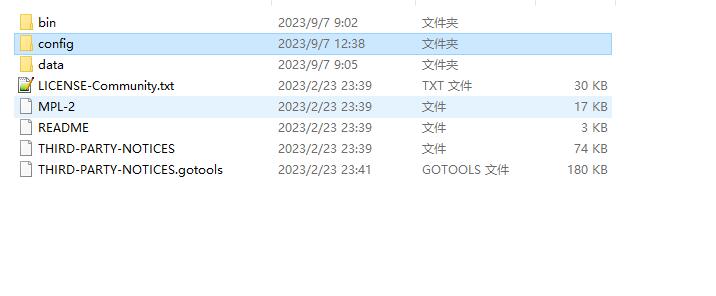 bin 2023/9/7 9:02 文件夹
config 2023/9/7 12:38 文件夹
data 2023/9/7 9:05 文件夹
LICENSE-Community.txt 2023/2/23 23:39 TXT 文件 30 KB
MPL-2 2023/2/23 23:39 文件 17 KB
README 2023/2/23 23:39 文件 3 KB
THIRD-PARTY-NOTICES 2023/2/23 23:39 文件 74 KB
THIRD-PARTY-NOTICES.gotools 2023/2/23 23:41 GOTOOLS 文件 180 KB